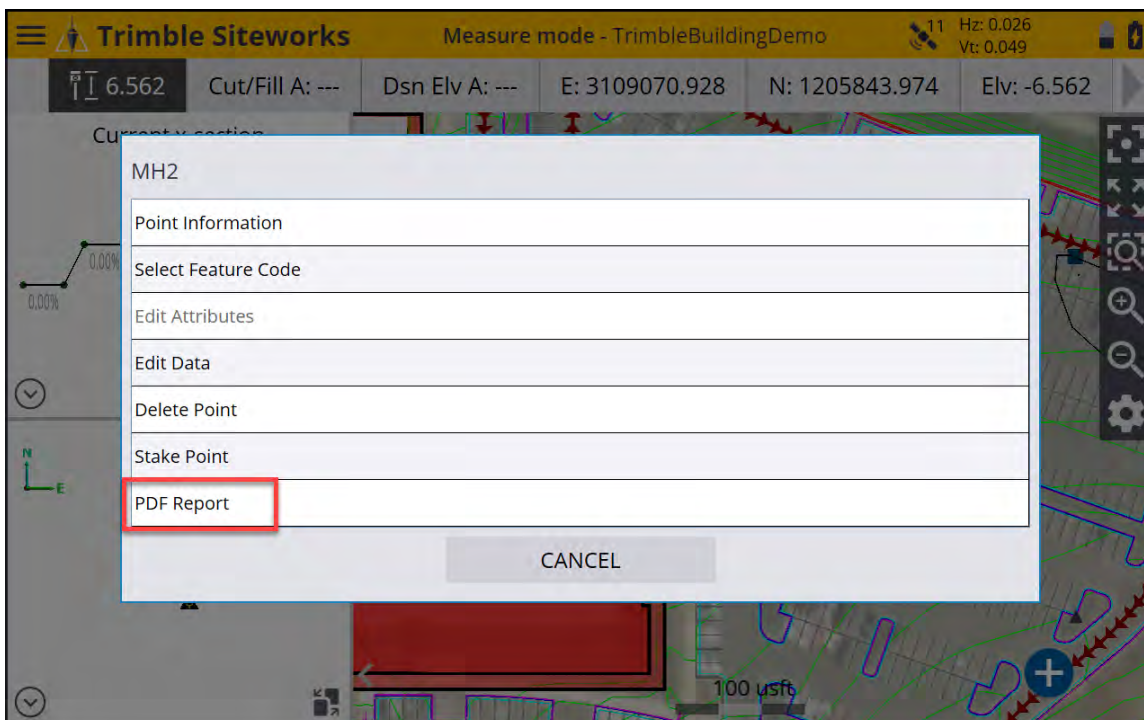 Trimble Siteworks
Measure mode - TrimbleBuildingDemo
11
Hz: 0.026
Vt: 0.049
6.562
Cut/Fill A: ---
Dsn Elv A: ---
E: 3109070.928
N: 1205843.974
Elv: -6.562
Current x-section
0.00%
0.00%
MH2
Point Information
Select Feature Code
Edit Attributes
Edit Data
Delete Point
Stake Point
PDF Report
CANCEL
N
E
100 usft